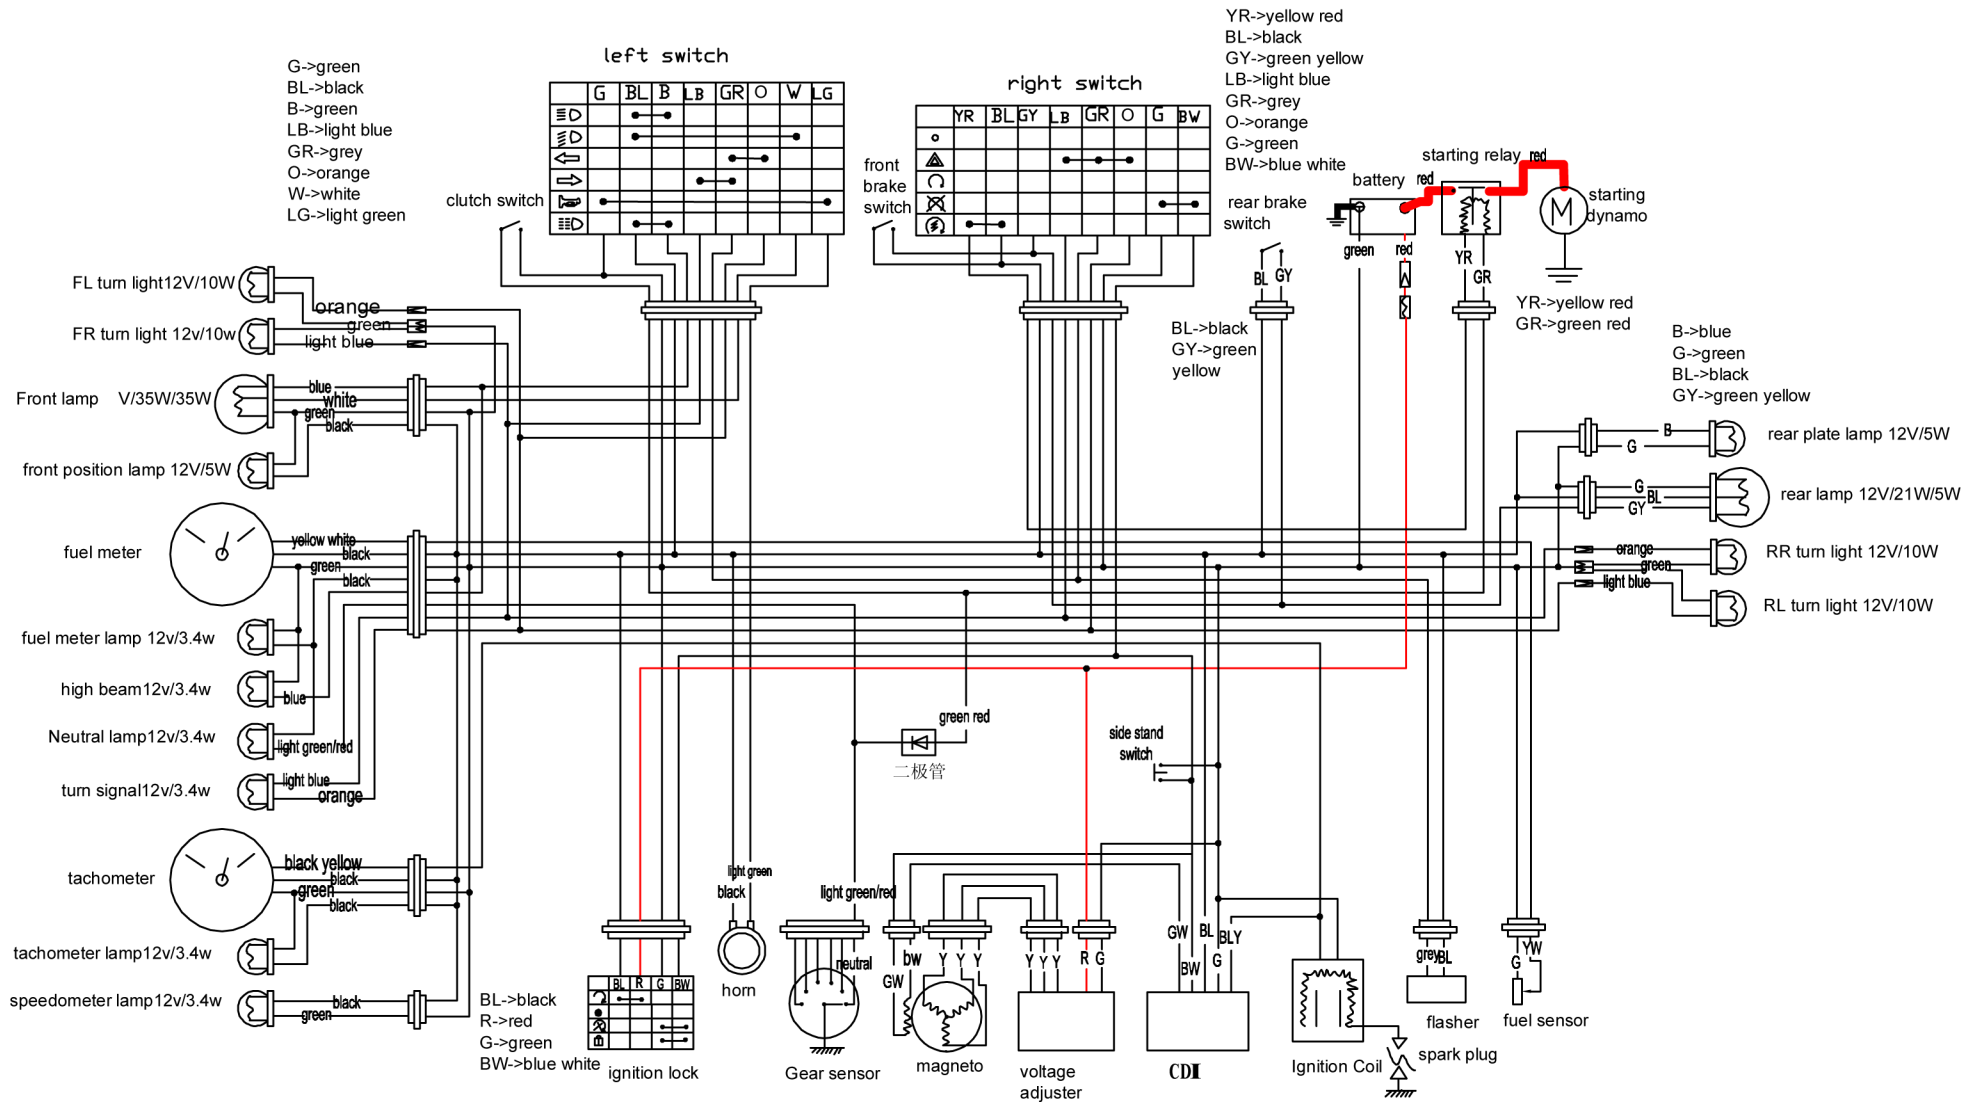 left switch
G->green
BL->black
B->green
LB->light blue
GR->grey
O->orange
W->white
LG->light green
G BL B LB GR O W LG
clutch switch
right switch
YR BL GY LB GR O G BW
front
brake
switch
YR->yellow red
BL->black
GY->green yellow
LB->light blue
GR->grey
O->orange
G->green
BW->blue white
rear brake
switch
BL GY
BL->black
GY->green
yellow
starting relay
red
battery
red
M
starting
dynamo
green
red
YR
GR
YR->yellow red
GR->green red
B->blue
G->green
BL->black
GY->green yellow
FL turn light12V/10W
orange
green
FR turn light 12v/10w
light blue
Front lamp V/35W/35W
blue
white
green
black
front position lamp 12V/5W
B
G
rear plate lamp 12V/5W
G
BL
GY
rear lamp 12V/21W/5W
orange
green
light blue
RR turn light 12V/10W
RL turn light 12V/10W
fuel meter
yellow white
black
green
black
fuel meter lamp 12v/3.4w
high beam12v/3.4w
blue
Neutral lamp12v/3.4w
light green/red
turn signal12v/3.4w
light blue
orange
green red
二极管
side stand
switch
tachometer
black yellow
black
green
black
tachometer lamp12v/3.4w
speedometer lamp12v/3.4w
black
green
BL R G BW
BL->black
R->red
G->green
BW->blue white
ignition lock
black
light green
horn
light green/red
neutral
Gear sensor
GW
bw
Y Y Y
magneto
Y Y Y
R G
voltage
adjuster
GW
BW
BL
G
BLY
CDI
Ignition Coil
spark plug
grey
BL
flasher
G
YW
fuel sensor